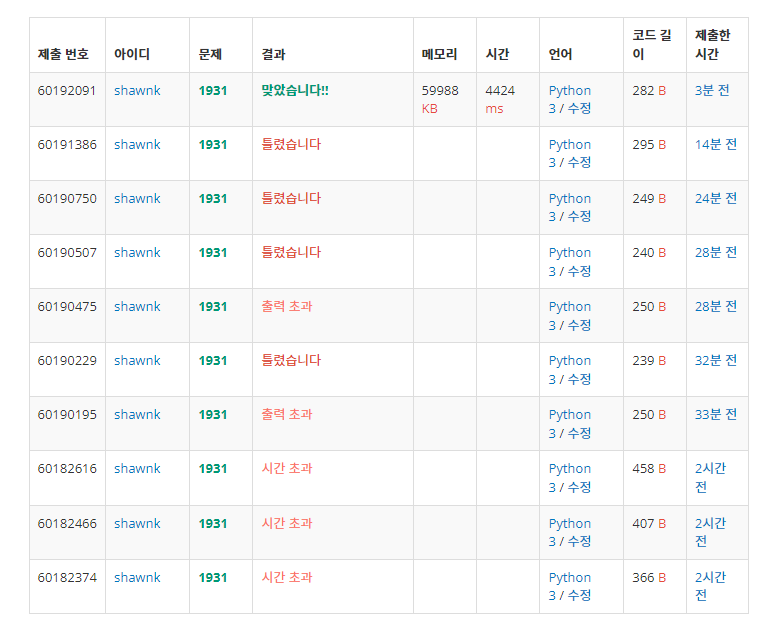 제출 번호 아이디 문제 결과 메모리 시간 언어 코드 길이 제출한 시간
60192091 shawnk 1931 맞았습니다!! 59988 KB 4424 ms Python 3 / 수정 282 B 3분 전
60191386 shawnk 1931 틀렸습니다 Python 3 / 수정 295 B 14분 전
60190750 shawnk 1931 틀렸습니다 Python 3 / 수정 249 B 24분 전
60190507 shawnk 1931 틀렸습니다 Python 3 / 수정 240 B 28분 전
60190475 shawnk 1931 출력 초과 Python 3 / 수정 250 B 28분 전
60190229 shawnk 1931 틀렸습니다 Python 3 / 수정 239 B 32분 전
60190195 shawnk 1931 출력 초과 Python 3 / 수정 250 B 33분 전
60182616 shawnk 1931 시간 초과 Python 3 / 수정 458 B 2시간 전
60182466 shawnk 1931 시간 초과 Python 3 / 수정 407 B 2시간 전
60182374 shawnk 1931 시간 초과 Python 3 / 수정 366 B 2시간 전